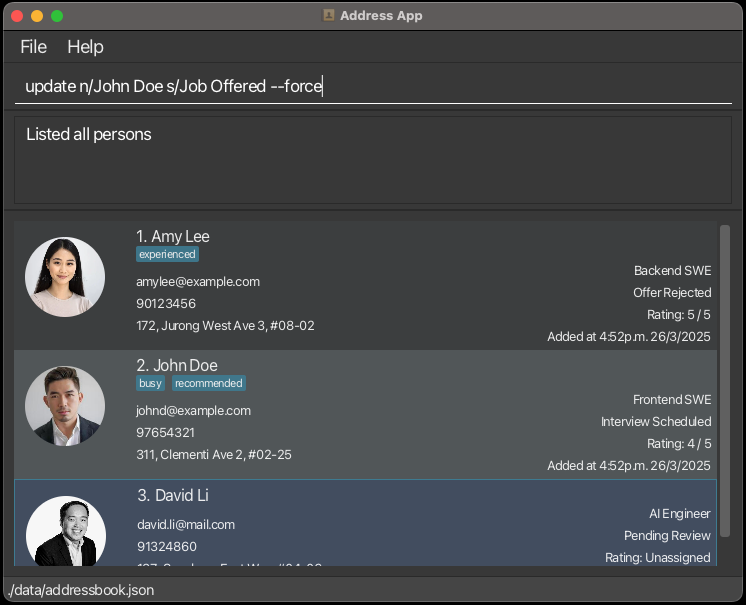 Address App
File Help
update n/John Doe s/Job Offered --force
Listed all persons
1. Amy Lee
experienced
amylee@example.com
90123456
172, Jurong West Ave 3, #08-02
Backend SWE
Offer Rejected
Rating: 5 / 5
Added at 4:52p.m. 26/3/2025
2. John Doe
busy recommended
johnd@example.com
97654321
311, Clementi Ave 2, #02-25
Frontend SWE
Interview Scheduled
Rating: 4 / 5
Added at 4:52p.m. 26/3/2025
3. David Li
david.li@mail.com
91324860
AI Engineer
Pending Review
Rating: Unassigned
./data/addressbook.json